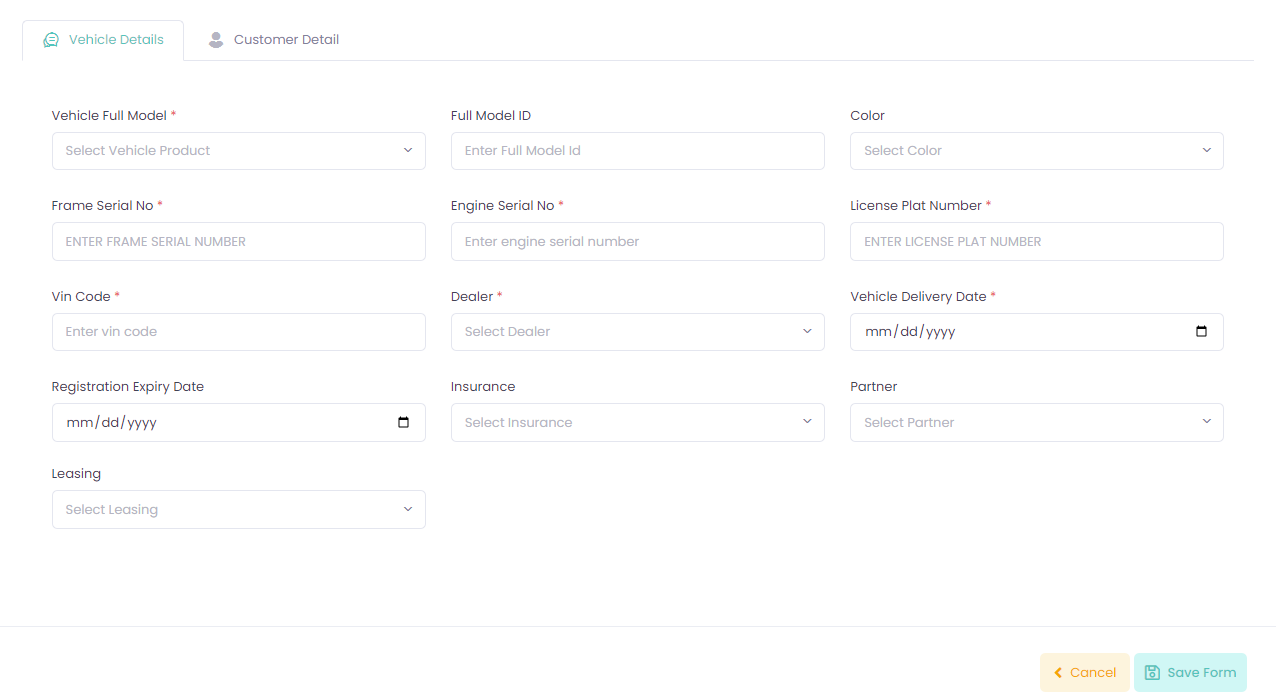 Vehicle Details Customer Detail
Vehicle Full Model * Full Model ID Color
Select Vehicle Product Enter Full Model Id Select Color
Frame Serial No * Engine Serial No * License Plat Number *
ENTER FRAME SERIAL NUMBER Enter engine serial number ENTER LICENSE PLAT NUMBER
Vin Code * Dealer * Vehicle Delivery Date *
Enter vin code Select Dealer mm/dd/yyyy
Registration Expiry Date Insurance Partner
mm/dd/yyyy Select Insurance Select Partner
Leasing
Select Leasing
Cancel Save Form